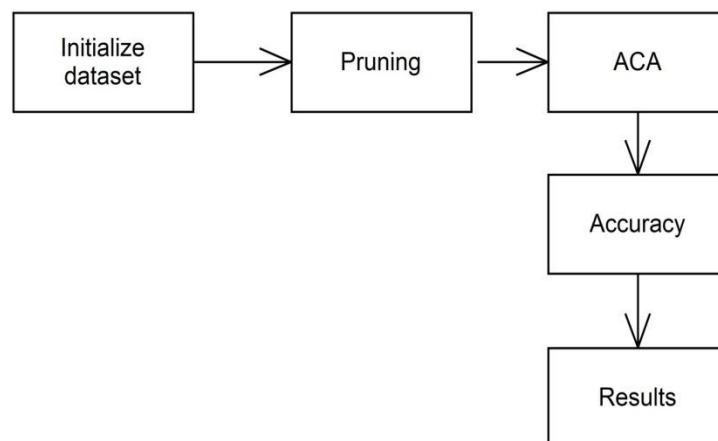 Initialize
dataset
Pruning
ACA
Accuracy
Results